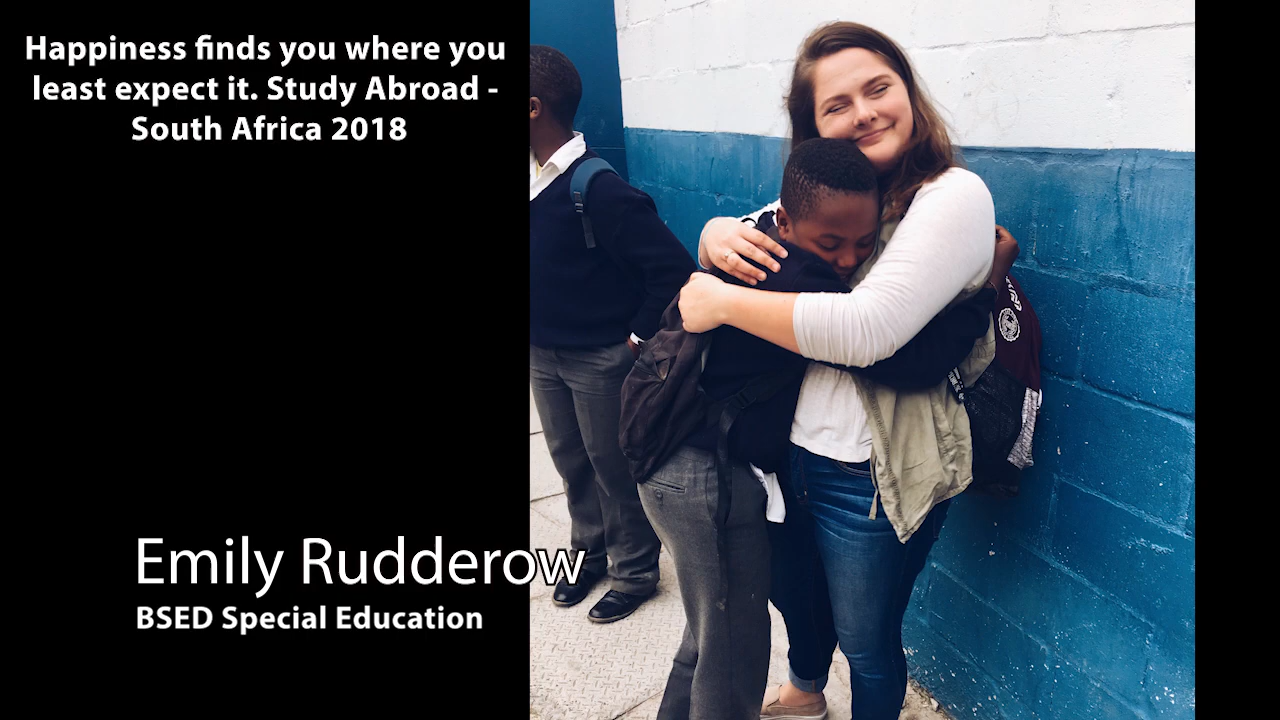 Happiness finds you where you
least expect it. Study Abroad -
South Africa 2018
Emily Rudderow
BSED Special Education